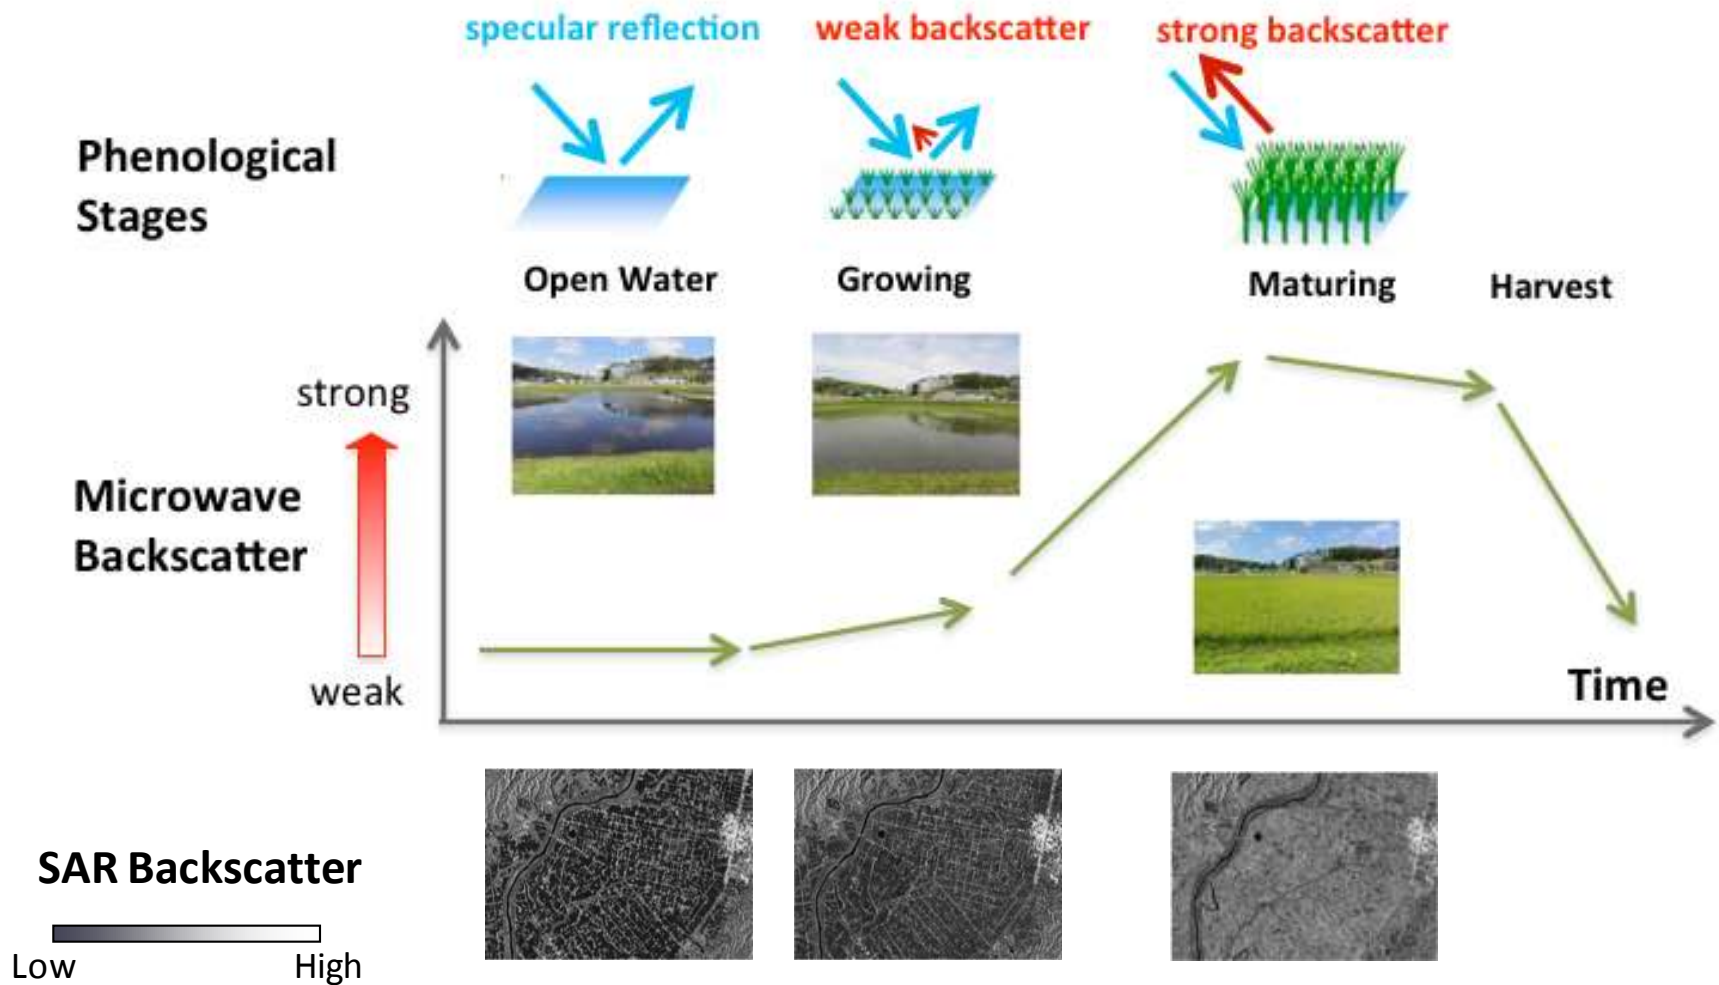 specular reflection
weak backscatter
strong backscatter
Phenological
Stages
Open Water
Growing
Maturing
Harvest
strong
Microwave
Backscatter
weak
Time
SAR Backscatter
Low
High